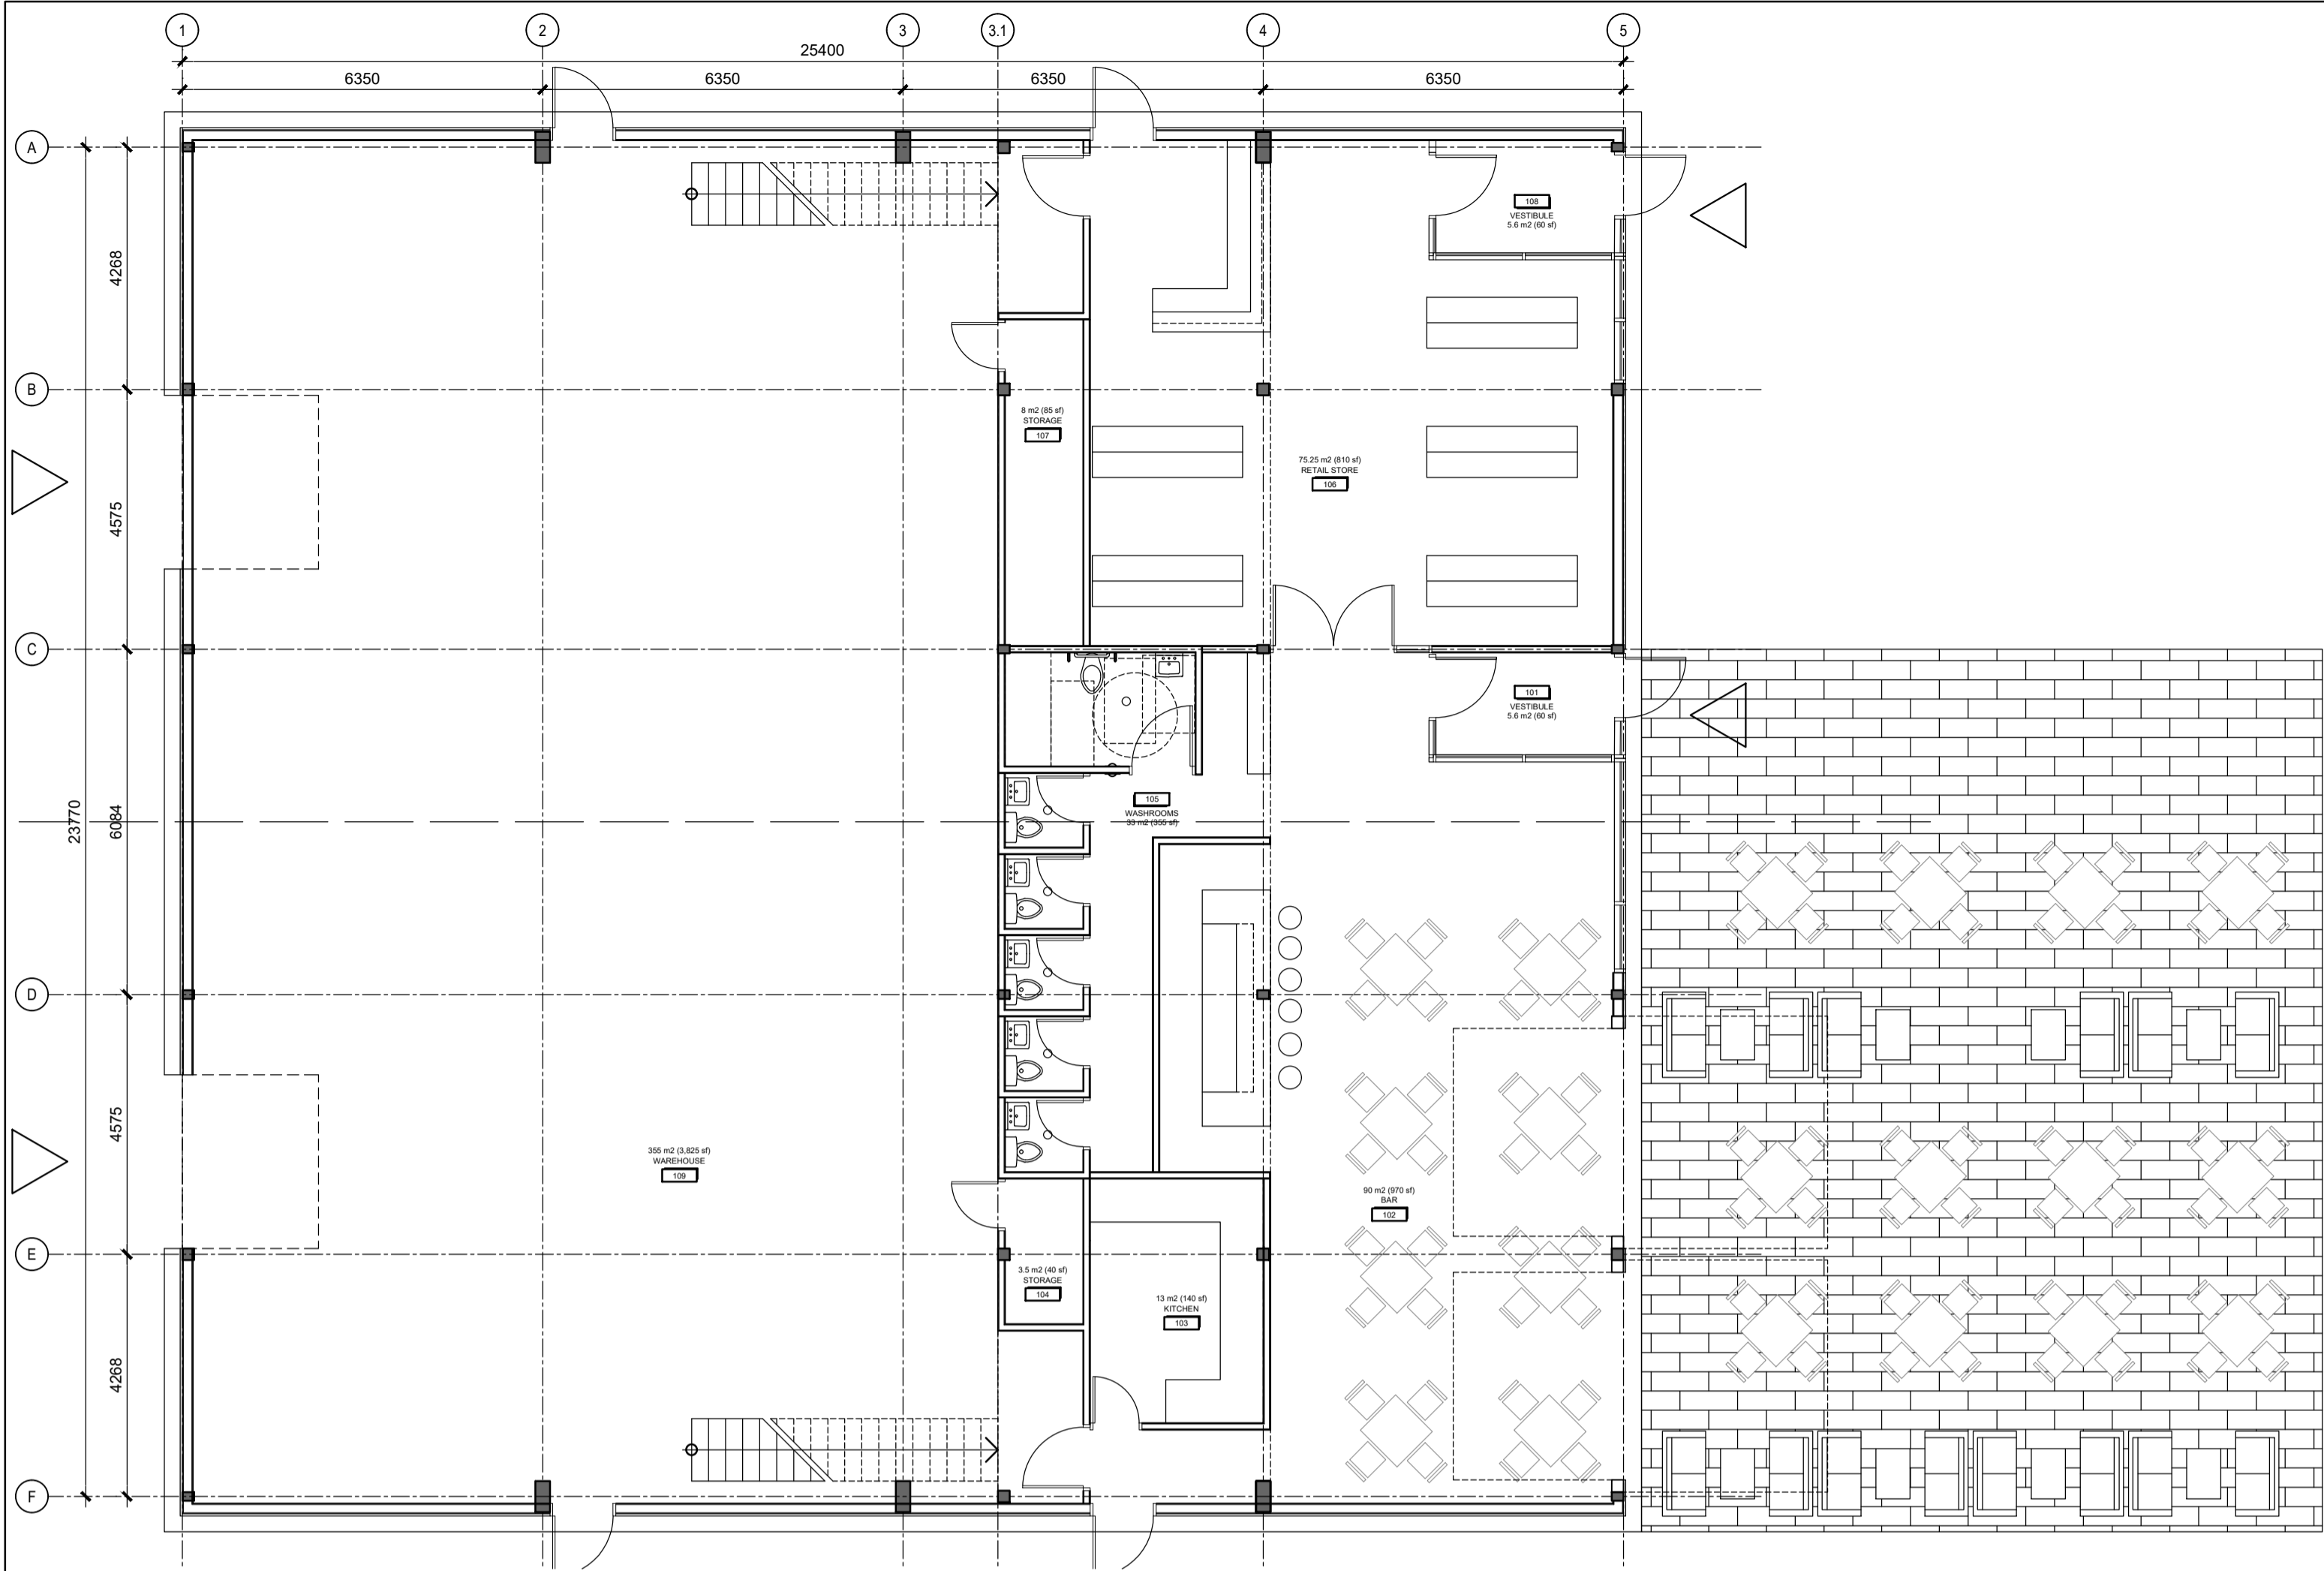 1
2
3
3.1
4
5
25400
6350
6350
6350
6350
A
B
C
D
E
F
4268
4575
6084
4575
4268
23770
108
VESTIBULE
5.6 m2 (60 sf)
8 m2 (85 sf)
STORAGE
107
75.25 m2 (810 sf)
RETAIL STORE
106
101
VESTIBULE
5.6 m2 (60 sf)
105
WASHROOMS
33 m2 (355 sf)
355 m2 (3,825 sf)
WAREHOUSE
109
90 m2 (970 sf)
BAR
102
3.5 m2 (40 sf)
STORAGE
104
13 m2 (140 sf)
KITCHEN
103